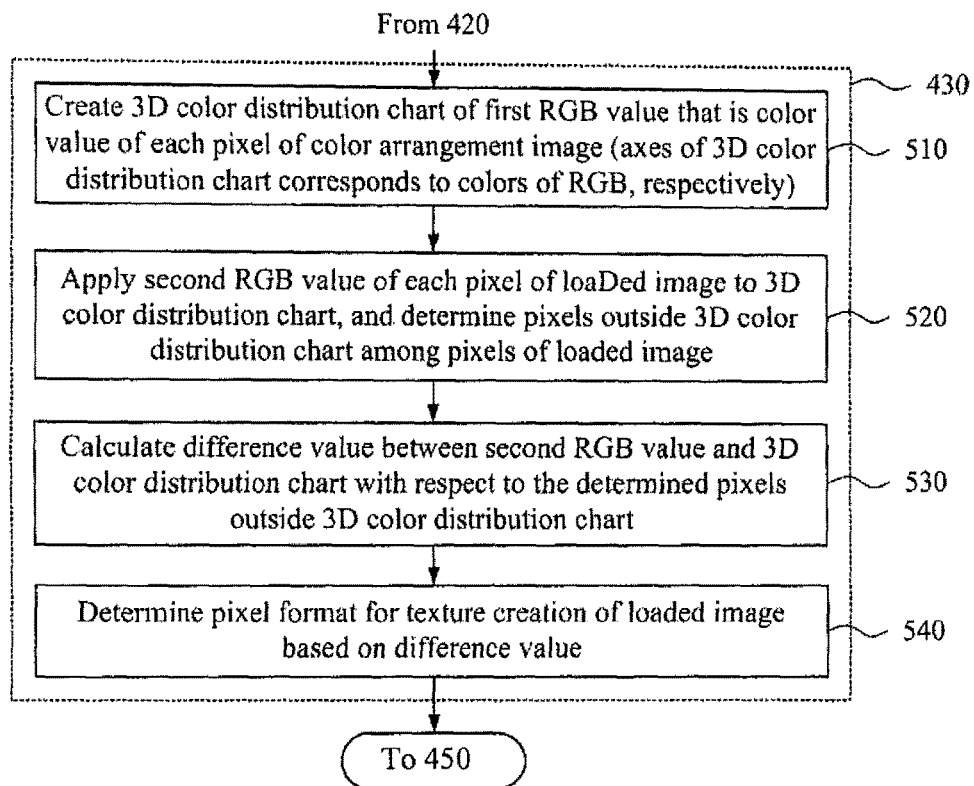 From 420
430
Create 3D color distribution chart of first RGB value that is color
value of each pixel of color arrangement image (axes of 3D color
distribution chart corresponds to colors of RGB, respectively)
510
Apply second RGB value of each pixel of loaDed image to 3D
color distribution chart, and determine pixels outside 3D color
distribution chart among pixels of loaded image
520
Calculate difference value between second RGB value and 3D
color distribution chart with respect to the determined pixels
outside 3D color distribution chart
530
Determine pixel format for texture creation of loaded image
based on difference value
540
To 450